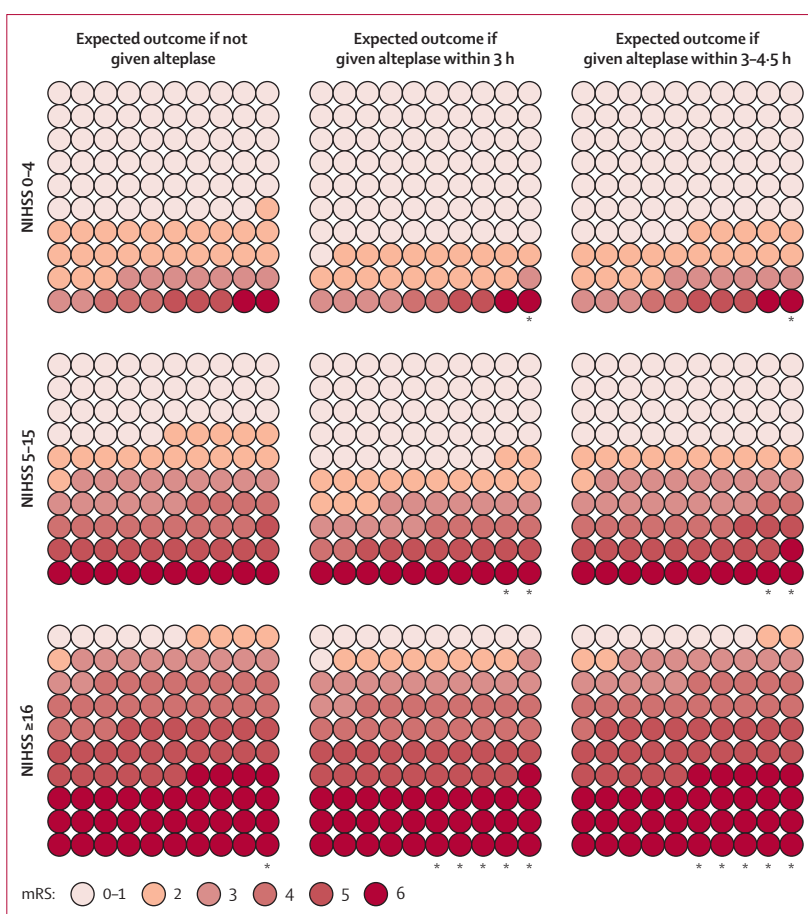 Expected outcome if not
given alteplase
Expected outcome if
given alteplase within 3 h
Expected outcome if
given alteplase within 3–4·5 h
NIHSS 0–4
*
*
NIHSS 5–15
* *
* *
NIHSS ≥16
*
* * * * *
* * * * *
mRS: 0–1 2 3 4 5 6